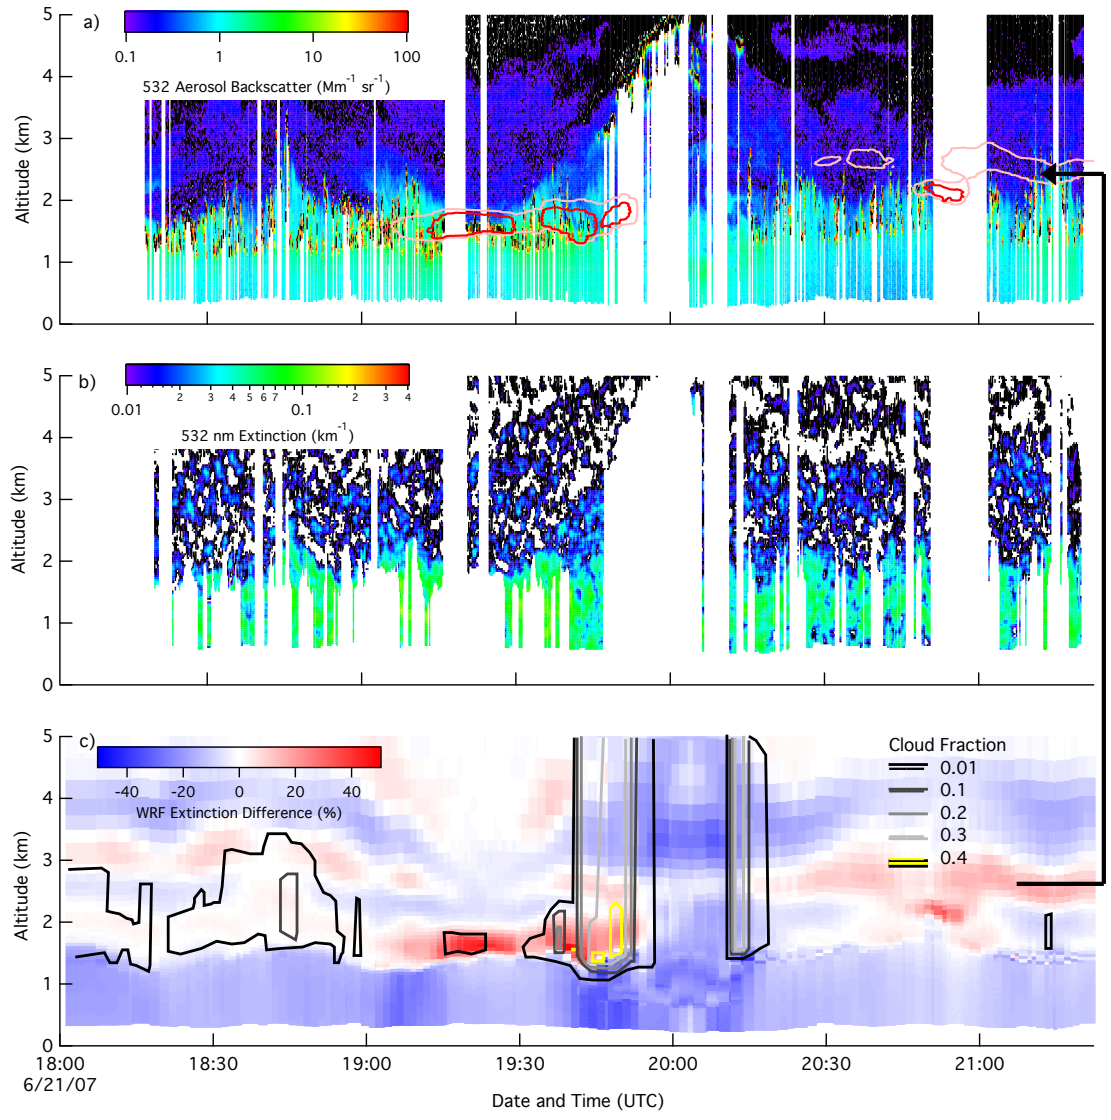 a)
0.1 1 10 100
532 Aerosol Backscatter (Mm⁻¹ sr⁻¹)
Altitude (km)
5
4
3
2
1
0
b)
0.01 2 3 4 5 6 7 0.1 2 3 4
532 nm Extinction (km⁻¹)
Altitude (km)
5
4
3
2
1
0
c)
-40 -20 0 20 40
WRF Extinction Difference (%)
Cloud Fraction
0.01
0.1
0.2
0.3
0.4
Altitude (km)
5
4
3
2
1
0
18:00 18:30 19:00 19:30 20:00 20:30 21:00
6/21/07
Date and Time (UTC)